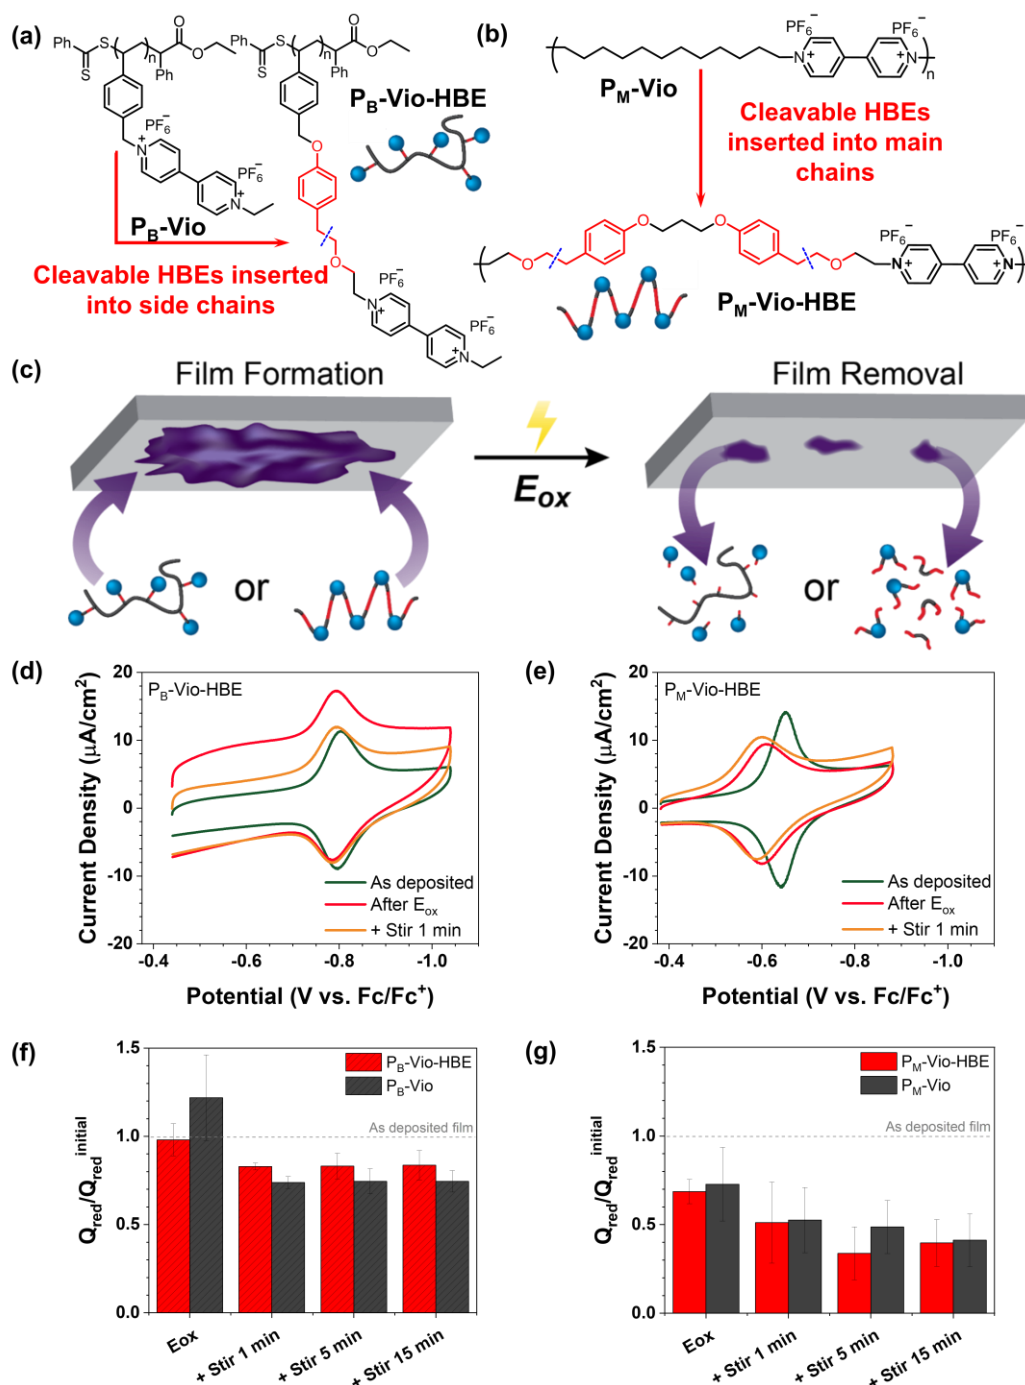 (a)
Ph
S
S
n
O
O
Ph
PF6−
N+
PF6−
N+
PB-Vio
Ph
S
S
n
O
O
Ph
PB-Vio-HBE
O
O
PF6−
N+
PF6−
N+
Cleavable HBEs inserted
into side chains
(b)
PF6−
PF6−
N+
N+
n
PM-Vio
Cleavable HBEs
inserted into main
chains
O
O
O
O
PF6−
PF6−
N+
N+
n
PM-Vio-HBE
(c)
Film Formation
Film Removal
Eox
or
or
(d)
PB-Vio-HBE
Current Density (μA/cm2)
20
10
0
-10
-20
As deposited
After Eox
+ Stir 1 min
-0.4
-0.6
-0.8
-1.0
Potential (V vs. Fc/Fc+)
(e)
PM-Vio-HBE
Current Density (μA/cm2)
20
10
0
-10
-20
As deposited
After Eox
+ Stir 1 min
-0.4
-0.6
-0.8
-1.0
Potential (V vs. Fc/Fc+)
(f)
PB-Vio-HBE
PB-Vio
As deposited film
Qred/Qredinitial
1.5
1.0
0.5
0.0
Eox
+ Stir 1 min
+ Stir 5 min
+ Stir 15 min
(g)
PM-Vio-HBE
PM-Vio
As deposited film
Qred/Qredinitial
1.5
1.0
0.5
0.0
Eox
+ Stir 1 min
+ Stir 5 min
+ Stir 15 min